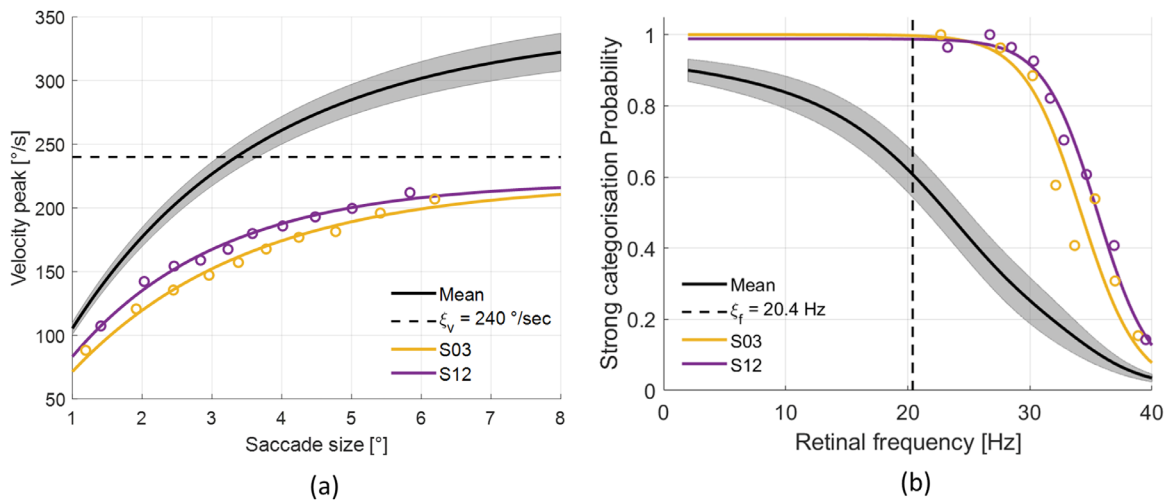 350
300
250
200
150
100
50
Velocity peak [°/s]
1 2 3 4 5 6 7 8
Saccade size [°]
Mean
ξv = 240 °/sec
S03
S12
(a)
1
0.8
0.6
0.4
0.2
0
Strong categorisation Probability
0 10 20 30 40
Retinal frequency [Hz]
Mean
ξf = 20.4 Hz
S03
S12
(b)